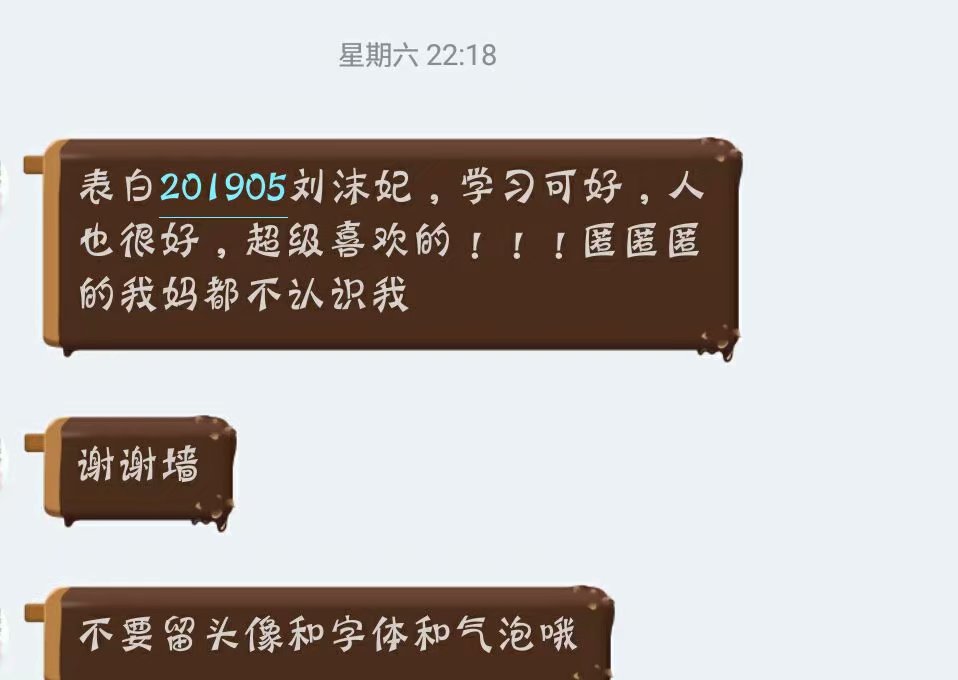 星期六 22:18
表白201905刘沫妃，学习可好，人
也很好，超级喜欢的！！！匿匿匿
的我妈都不认识我
谢谢墙
不要留头像和字体和气泡哦